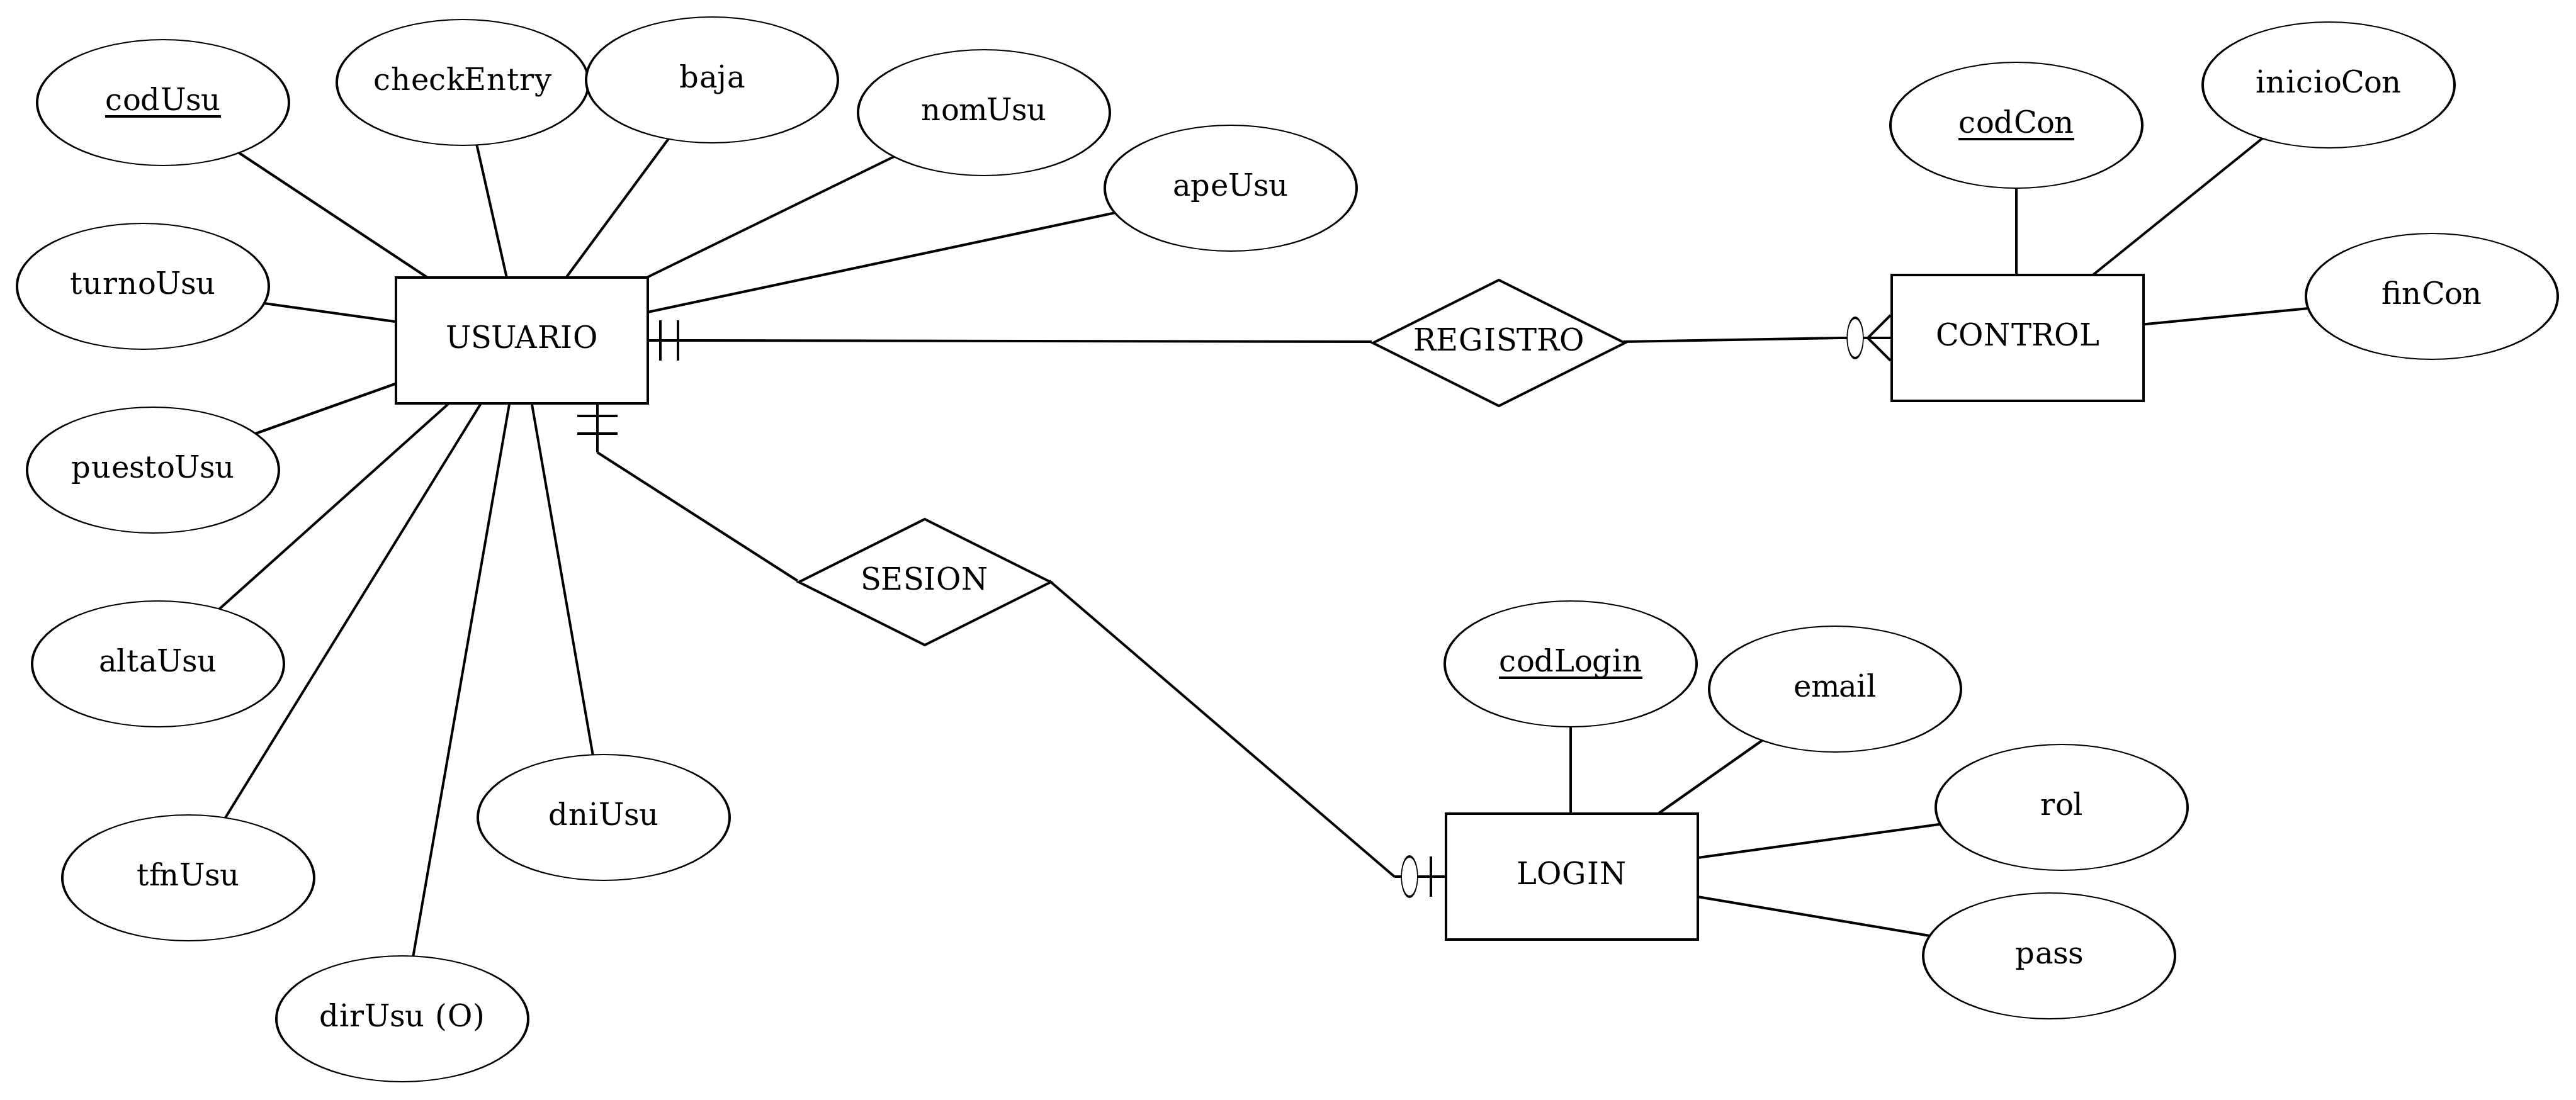 codUsu
checkEntry
baja
nomUsu
apeUsu
codCon
inicioCon
turnoUsu
finCon
USUARIO
REGISTRO
CONTROL
puestoUsu
SESION
altaUsu
codLogin
email
dniUsu
rol
tfnUsu
LOGIN
pass
dirUsu (O)